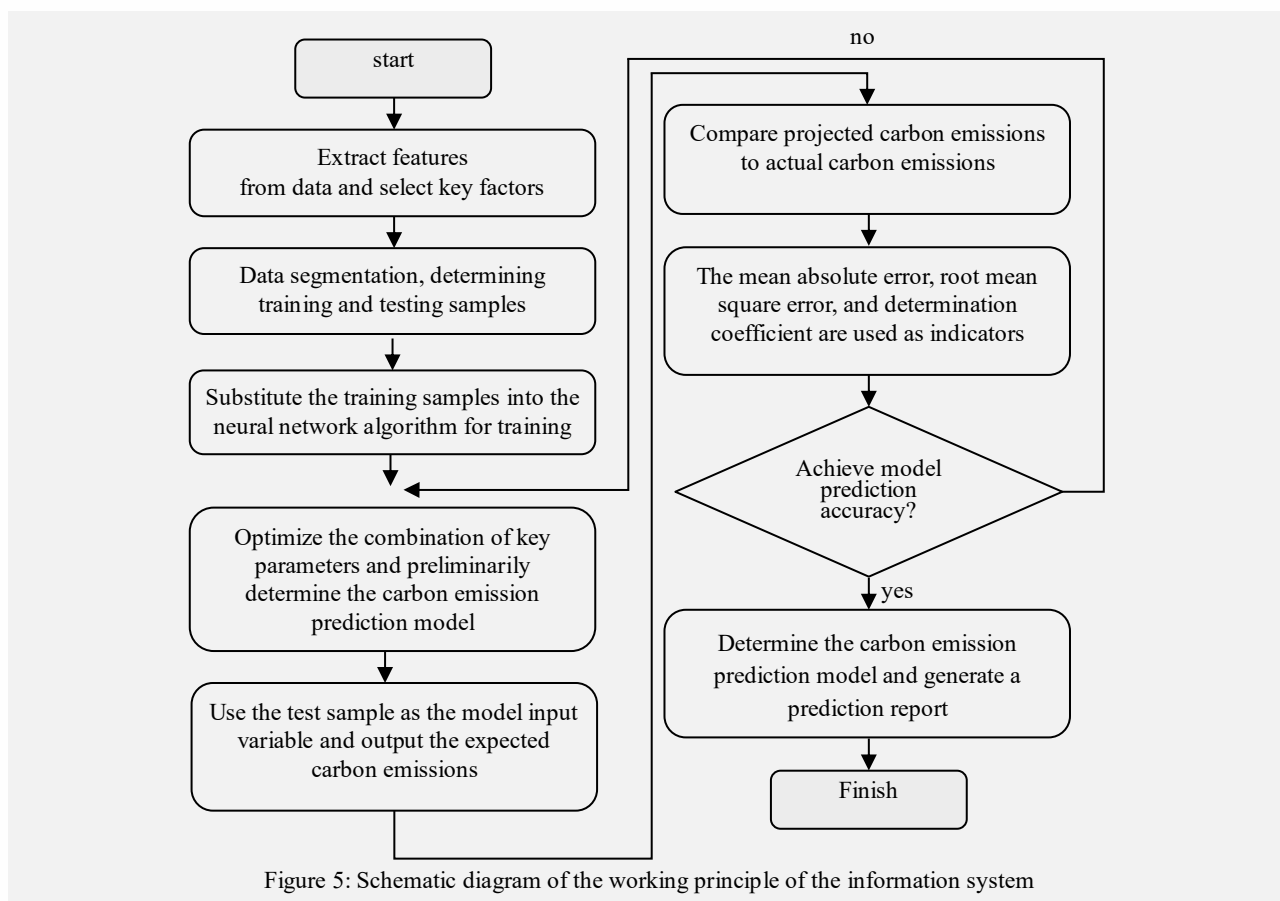 start
Extract features
from data and select key factors
Data segmentation, determining
training and testing samples
Substitute the training samples into the
neural network algorithm for training
Optimize the combination of key
parameters and preliminarily
determine the carbon emission
prediction model
Use the test sample as the model input
variable and output the expected
carbon emissions
no
Compare projected carbon emissions
to actual carbon emissions
The mean absolute error, root mean
square error, and determination
coefficient are used as indicators
Achieve model
prediction
accuracy?
yes
Determine the carbon emission
prediction model and generate a
prediction report
Finish
Figure 5: Schematic diagram of the working principle of the information system